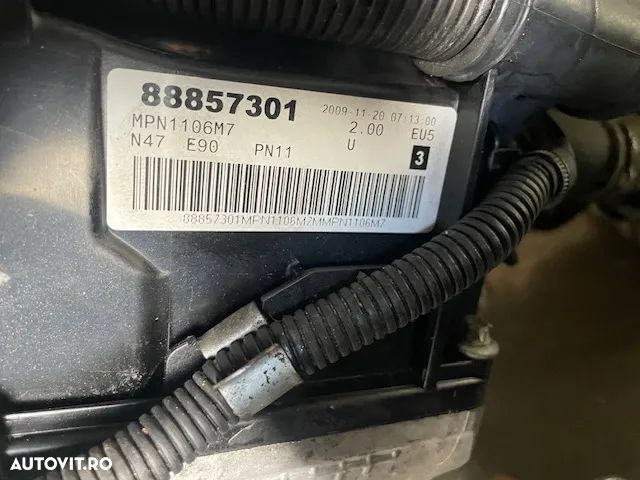 88857301 2009-11-20 07:13:00
MPN1106M7 2.00 EU5
N47 E90 PN11 U 3
88857301MPN1106M7MMPN1106M7
AUTOVIT.RO